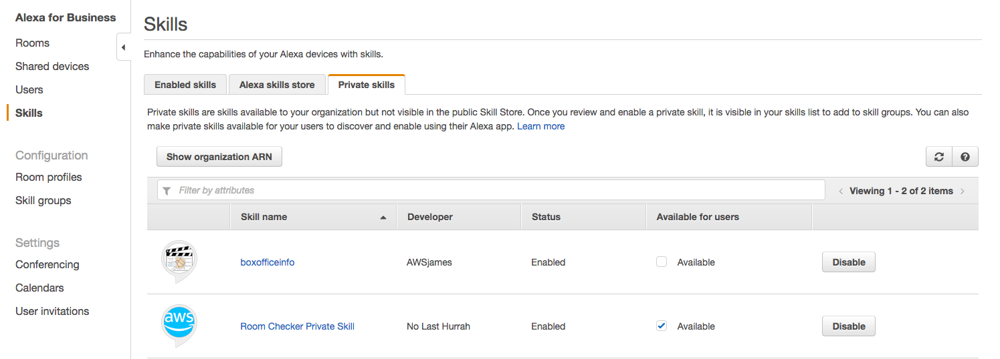 Alexa for Business
Rooms
Shared devices
Users
Skills
Configuration
Room profiles
Skill groups
Settings
Conferencing
Calendars
User invitations
Skills
Enhance the capabilities of your Alexa devices with skills.
Enabled skills Alexa skills store Private skills
Private skills are skills available to your organization but not visible in the public Skill Store. Once you review and enable a private skill, it is visible in your skills list to add to skill groups. You can also
make private skills available for your users to discover and enable using their Alexa app. Learn more
Show organization ARN
Filter by attributes Viewing 1 - 2 of 2 items
Skill name Developer Status Available for users
boxofficeinfo AWSjames Enabled Available Disable
aws Room Checker Private Skill No Last Hurrah Enabled Available Disable